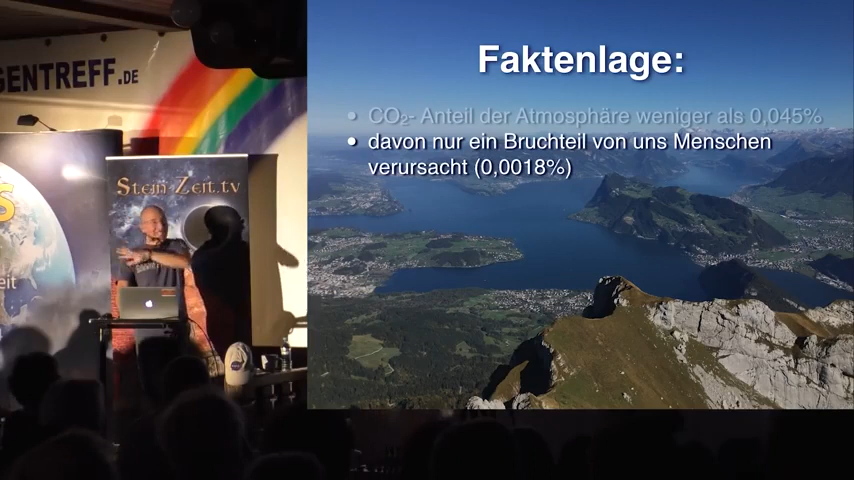 GENTREFF.DE
S
eit
Stein-Zeit.tv
Faktenlage:
• CO₂- Anteil der Atmosphäre weniger als 0,045%
• davon nur ein Bruchteil von uns Menschen
verursacht (0,0018%)